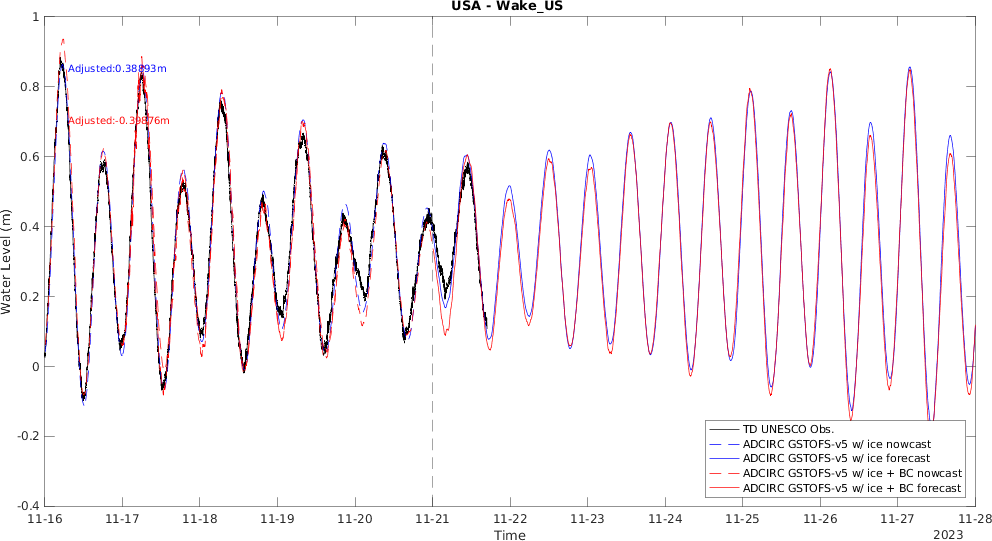 USA - Wake_US
Water Level (m)
1
0.8
0.6
0.4
0.2
0
-0.2
-0.4
Adjusted:0.38893m
Adjusted:-0.39876m
TD UNESCO Obs.
ADCIRC GSTOFS-v5 w/ ice nowcast
ADCIRC GSTOFS-v5 w/ ice forecast
ADCIRC GSTOFS-v5 w/ ice + BC nowcast
ADCIRC GSTOFS-v5 w/ ice + BC forecast
11-16 11-17 11-18 11-19 11-20 11-21 11-22 11-23 11-24 11-25 11-26 11-27 11-28
Time
2023